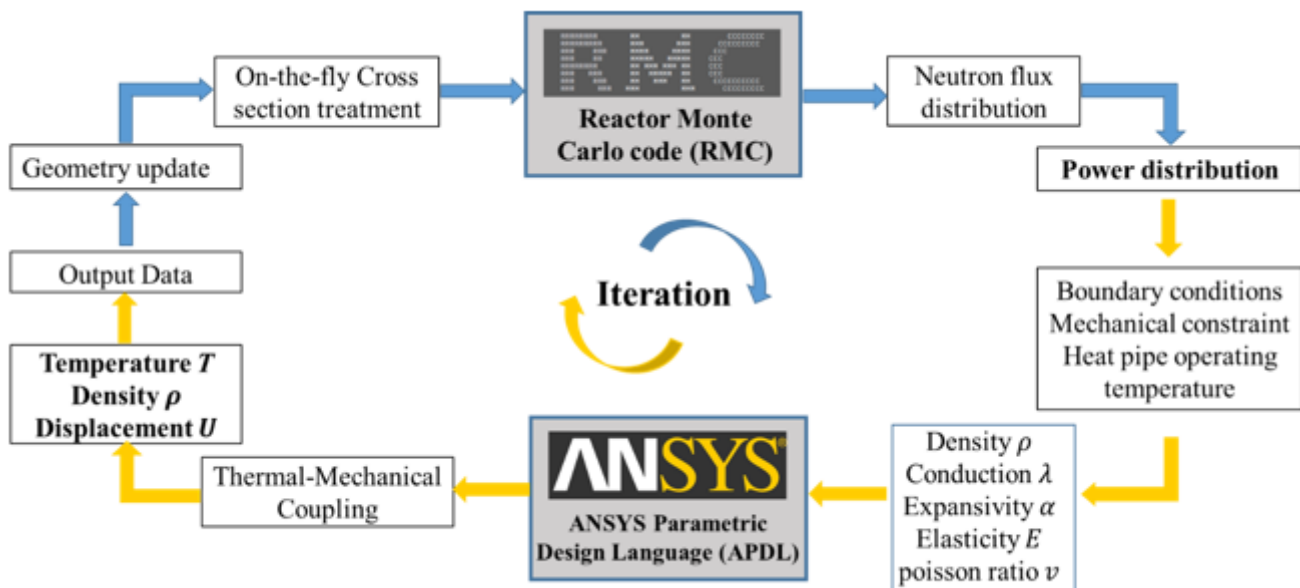 On-the-fly Cross
section treatment
RMC
Reactor Monte
Carlo code (RMC)
Neutron flux
distribution
Geometry update
Power distribution
Output Data
Iteration
Boundary conditions
Mechanical constraint
Heat pipe operating
temperature
Temperature T
Density ρ
Displacement U
Thermal-Mechanical
Coupling
ANSYS®
ANSYS Parametric
Design Language (APDL)
Density ρ
Conduction λ
Expansivity α
Elasticity E
poisson ratio ν